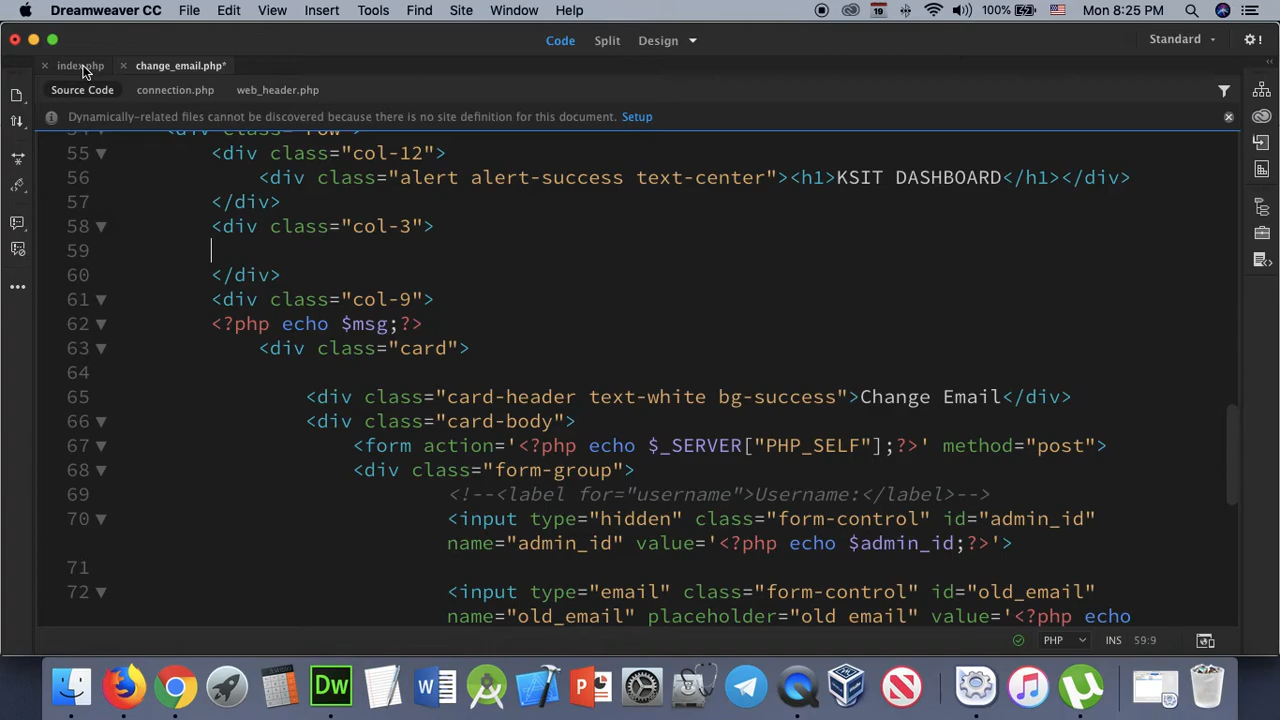 Dreamweaver CC File Edit View Insert Tools Find Site Window Help 19 100% Mon 8:25 PM
Code Split Design Standard
index.php change_email.php*
Source Code connection.php web_header.php
Dynamically-related files cannot be discovered because there is no site definition for this document. Setup
55 <div class="col-12">
56 <div class="alert alert-success text-center"><h1>KSIT DASHBOARD</h1></div>
57 </div>
58 <div class="col-3">
59
60 </div>
61 <div class="col-9">
62 <?php echo $msg;?>
63 <div class="card">
64
65 <div class="card-header text-white bg-success">Change Email</div>
66 <div class="card-body">
67 <form action='<?php echo $_SERVER["PHP_SELF"];?>' method="post">
68 <div class="form-group">
69 <!--<label for="username">Username:</label>-->
70 <input type="hidden" class="form-control" id="admin_id"
name="admin_id" value='<?php echo $admin_id;?>'>
71
72 <input type="email" class="form-control" id="old_email"
name="old_email" placeholder="old email" value='<?php echo
PHP INS 59:9
Dw W P